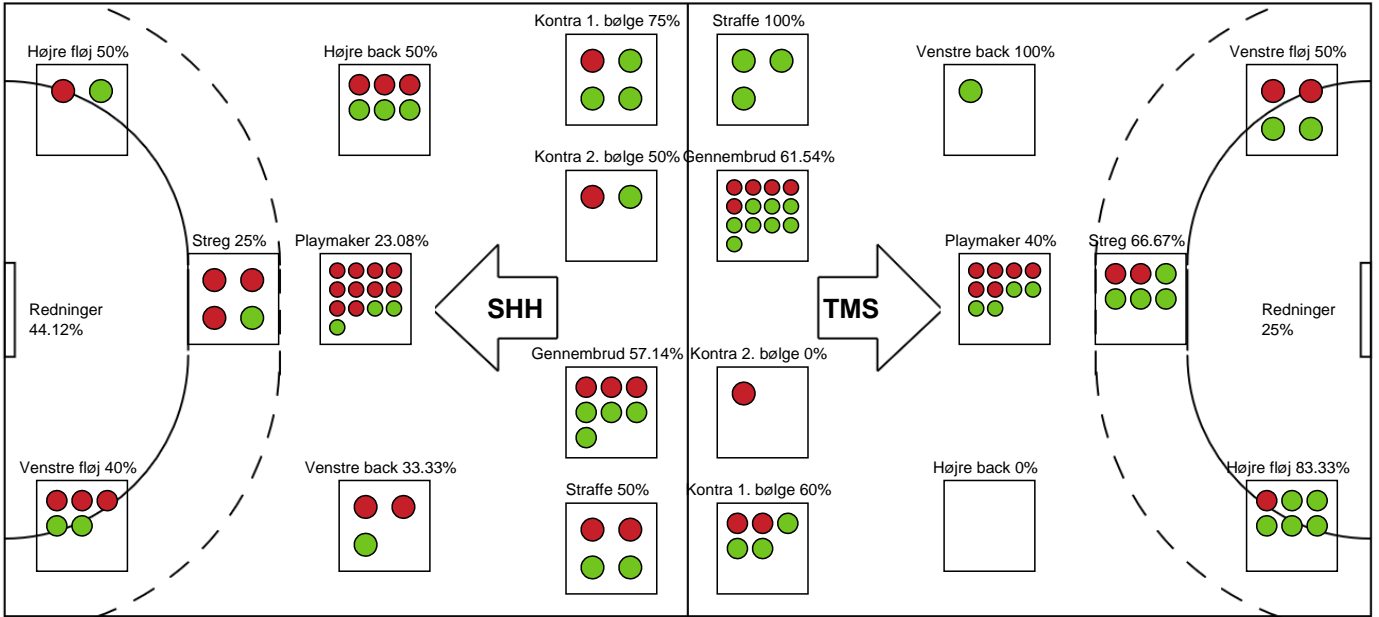 Kontra 1. bølge 75%
Straffe 100%
Højre fløj 50%
Højre back 50%
Venstre back 100%
Venstre fløj 50%
Kontra 2. bølge 50%
Gennembrud 61.54%
Streg 25%
Playmaker 23.08%
Playmaker 40%
Streg 66.67%
Redninger
44.12%
SHH
TMS
Redninger
25%
Gennembrud 57.14%
Kontra 2. bølge 0%
Venstre fløj 40%
Venstre back 33.33%
Højre back 0%
Højre fløj 83.33%
Straffe 50%
Kontra 1. bølge 60%